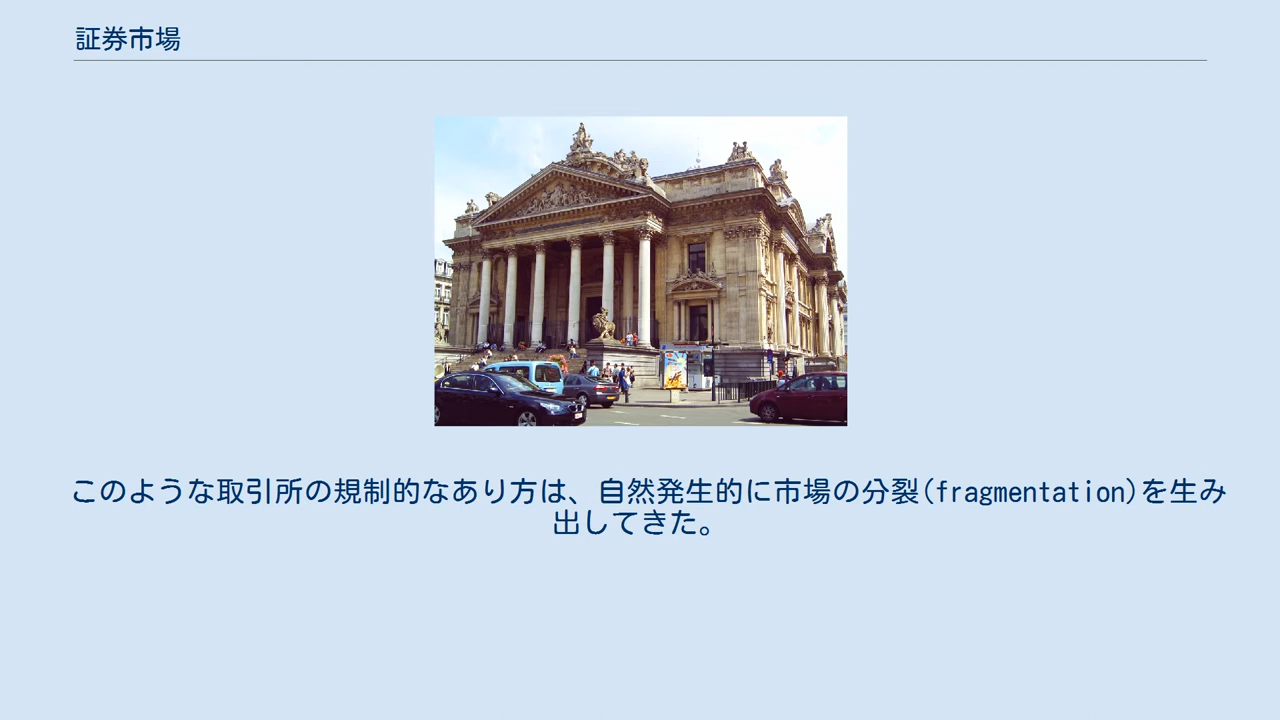 証券市場
このような取引所の規制的なあり方は、自然発生的に市場の分裂(fragmentation)を生み
出してきた。